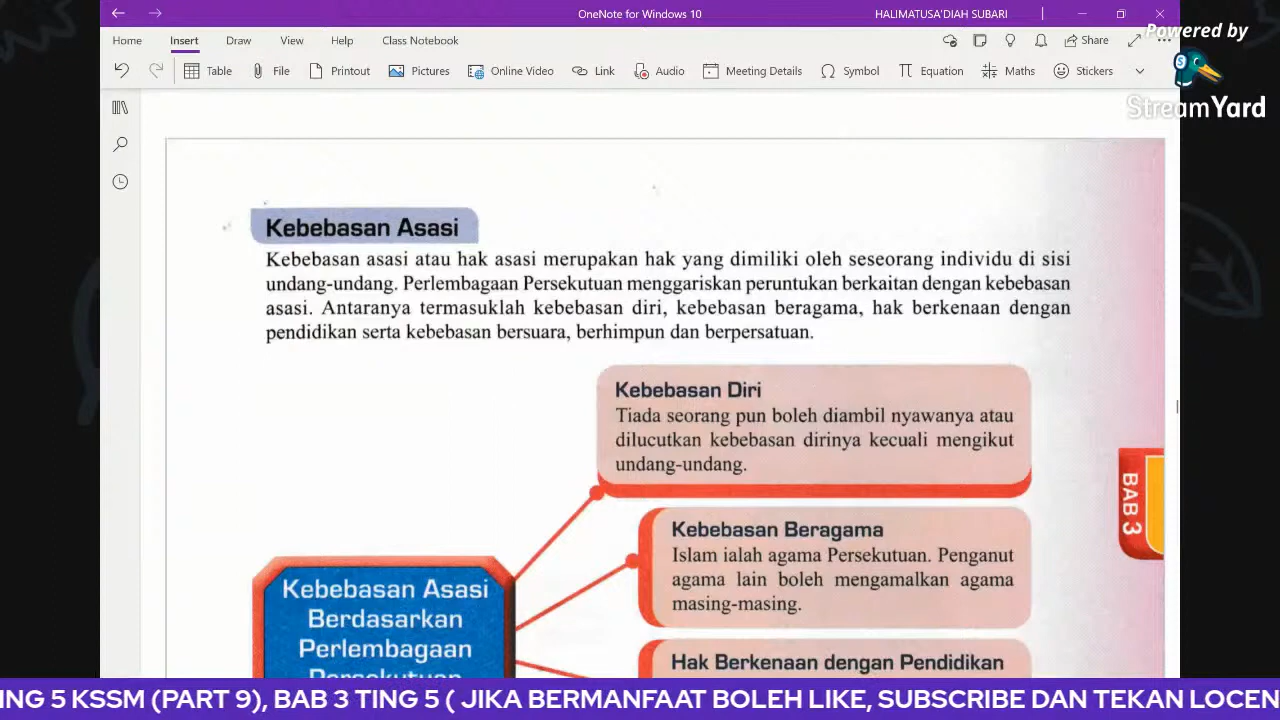 OneNote for Windows 10
HALIMATUSA'DIAH SUBARI
Powered by
StreamYard
Home Insert Draw View Help Class Notebook Share
Table File Printout Pictures Online Video Link Audio Meeting Details Symbol Equation Maths Stickers
Kebebasan Asasi
Kebebasan asasi atau hak asasi merupakan hak yang dimiliki oleh seseorang individu di sisi
undang-undang. Perlembagaan Persekutuan menggariskan peruntukan berkaitan dengan kebebasan
asasi. Antaranya termasuklah kebebasan diri, kebebasan beragama, hak berkenaan dengan
pendidikan serta kebebasan bersuara, berhimpun dan berpersatuan.
Kebebasan Diri
Tiada seorang pun boleh diambil nyawanya atau
dilucutkan kebebasan dirinya kecuali mengikut
undang-undang.
BAB 3
Kebebasan Beragama
Islam ialah agama Persekutuan. Penganut
agama lain boleh mengamalkan agama
masing-masing.
Kebebasan Asasi
Berdasarkan
Perlembagaan
Persekutuan
Hak Berkenaan dengan Pendidikan
ING 5 KSSM (PART 9), BAB 3 TING 5 ( JIKA BERMANFAAT BOLEH LIKE, SUBSCRIBE DAN TEKAN LOCEN